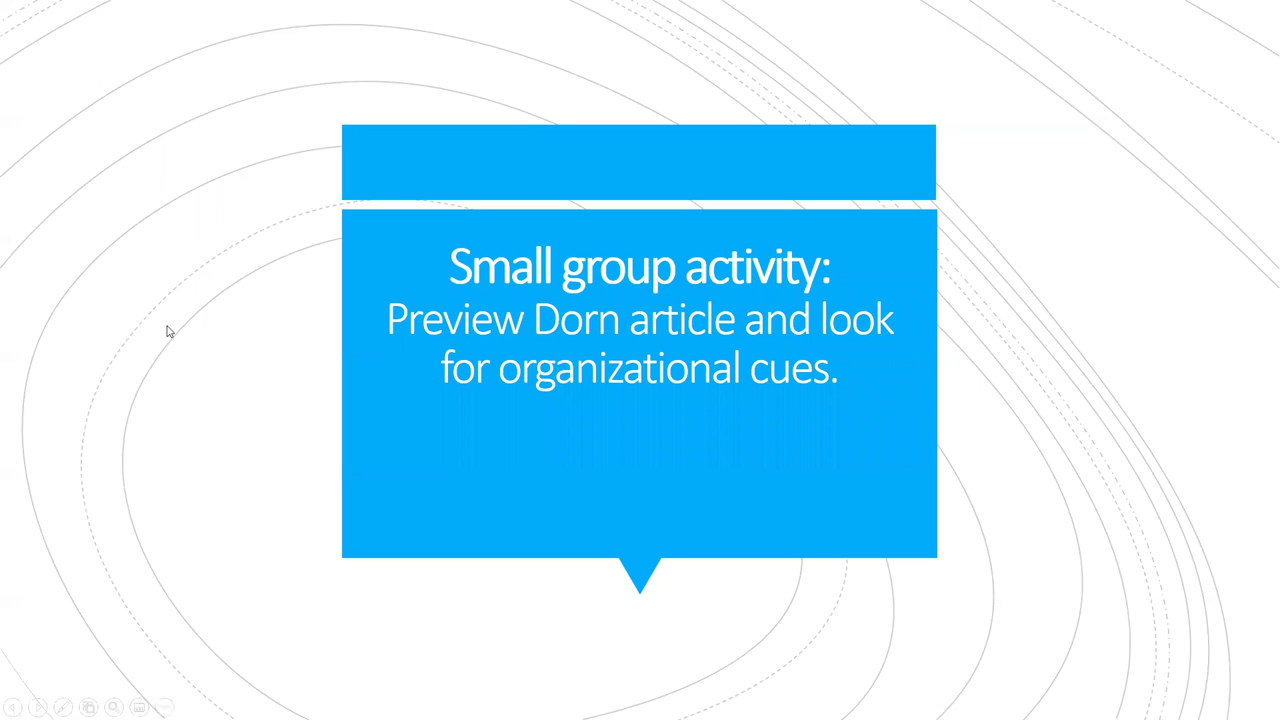 Small group activity:
Preview Dorn article and look
for organizational cues.